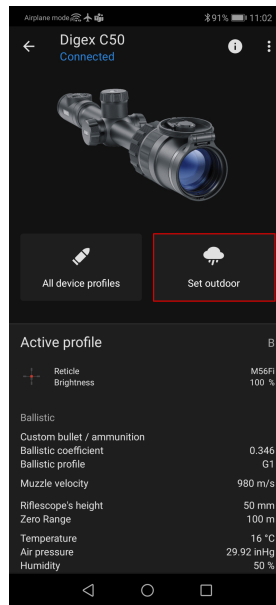 Airplane mode 91% 11:02
Digex C50
Connected
All device profiles Set outdoor
Active profile B
Reticle M56Fi
Brightness 100 %
Ballistic
Custom bullet / ammunition
Ballistic coefficient 0.346
Ballistic profile G1
Muzzle velocity 980 m/s
Riflescope's height 50 mm
Zero Range 100 m
Temperature 16 °C
Air pressure 29.92 inHg
Humidity 50 %